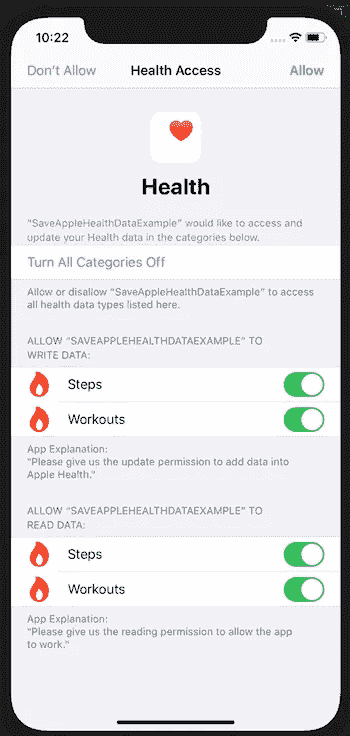 10:22
Don't Allow Health Access Allow
Health
“SaveAppleHealthDataExample” would like to access and
update your Health data in the categories below.
Turn All Categories Off
Allow or disallow “SaveAppleHealthDataExample” to access
all health data types listed here.
ALLOW “SAVEAPPLEHEALTHDATAEXAMPLE” TO
WRITE DATA:
Steps
Workouts
App Explanation:
“Please give us the update permission to add data into
Apple Health.”
ALLOW “SAVEAPPLEHEALTHDATAEXAMPLE” TO
READ DATA:
Steps
Workouts
App Explanation:
“Please give us the reading permission to allow the app
to work.”